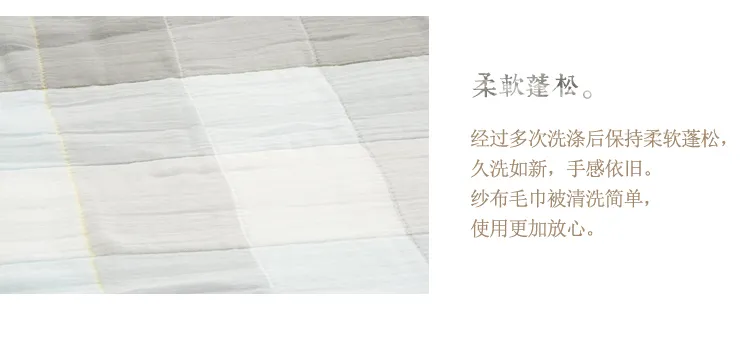 柔軟蓬松。
经过多次洗涤后保持柔软蓬松，
久洗如新，手感依旧。
纱布毛巾被清洗简单，
使用更加放心。